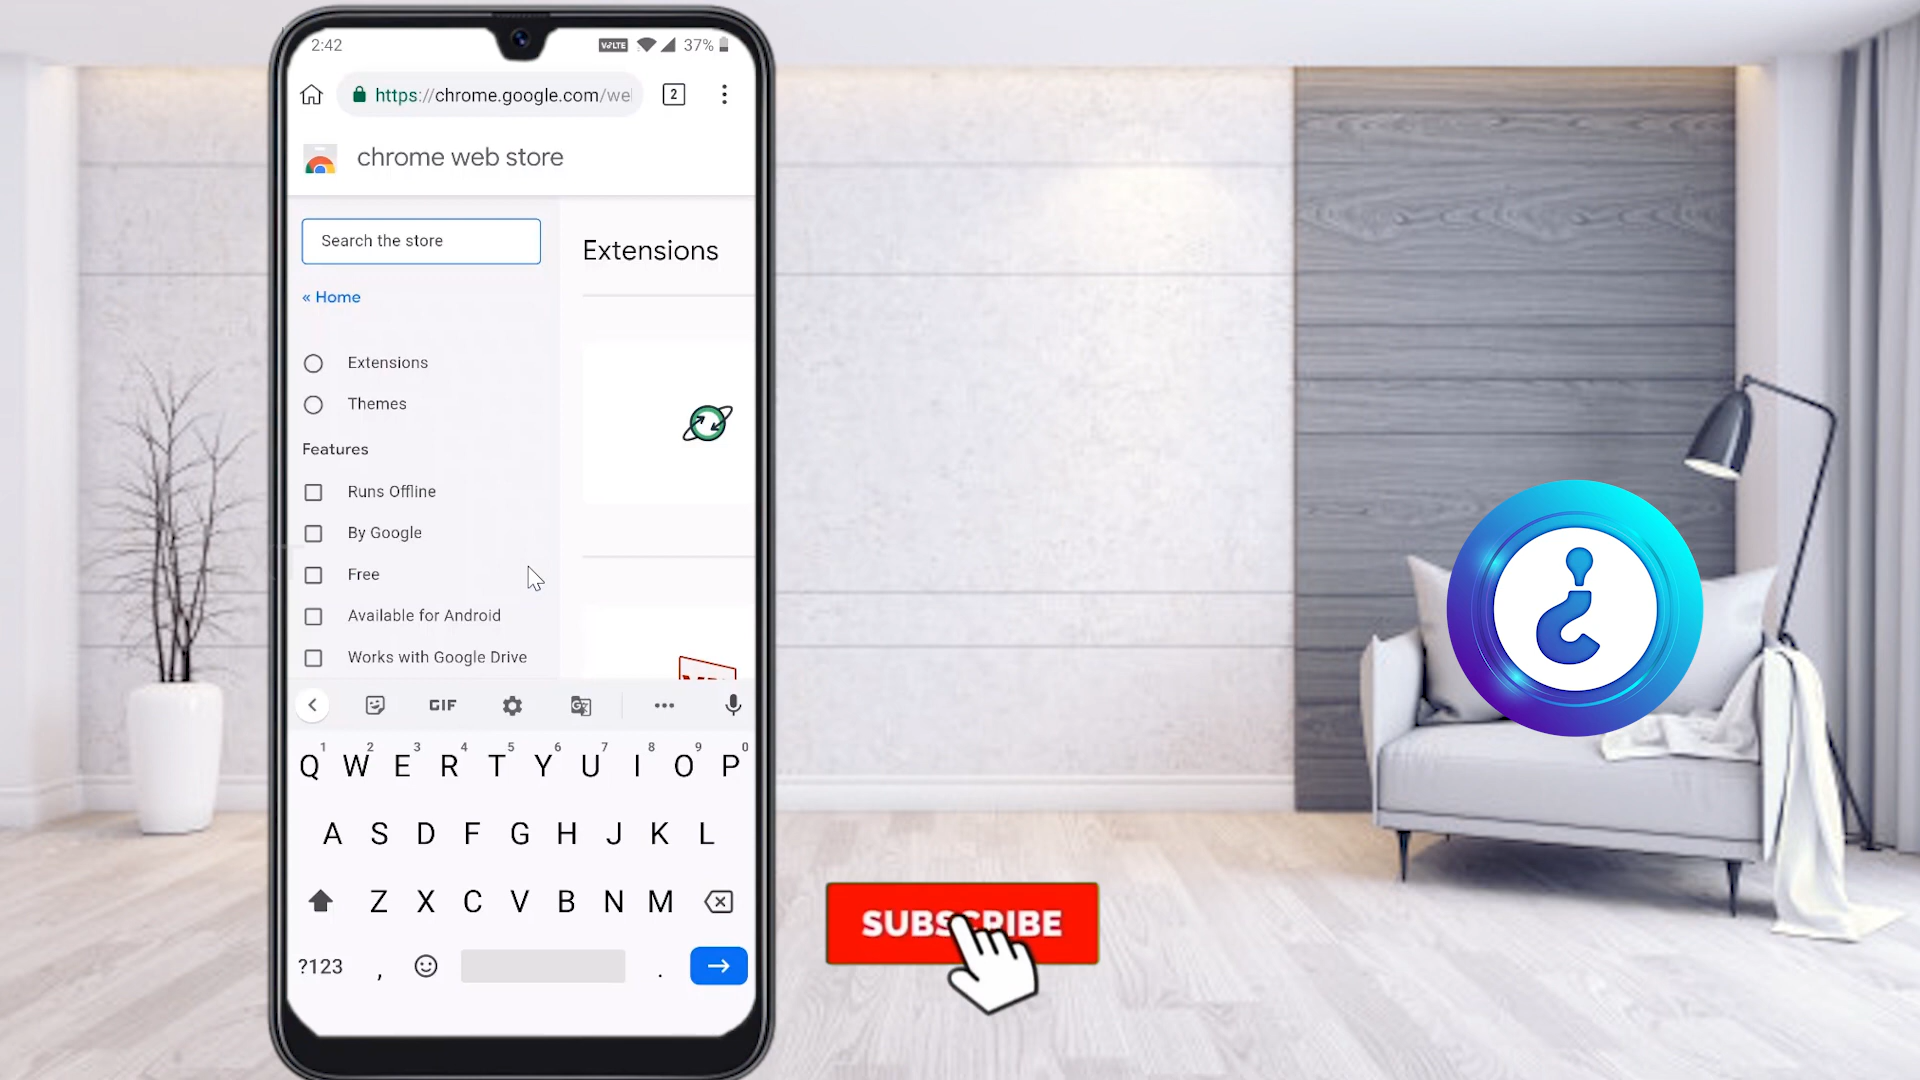 2:42
VoLTE 37%
https://chrome.google.com/we
2
chrome web store
Search the store
Extensions
« Home
Extensions
Themes
Features
Runs Offline
By Google
Free
Available for Android
Works with Google Drive
GIF
1 2 3 4 5 6 7 8 9 0
Q W E R T Y U I O P
A S D F G H J K L
Z X C V B N M
?123 , .
SUBSCRIBE